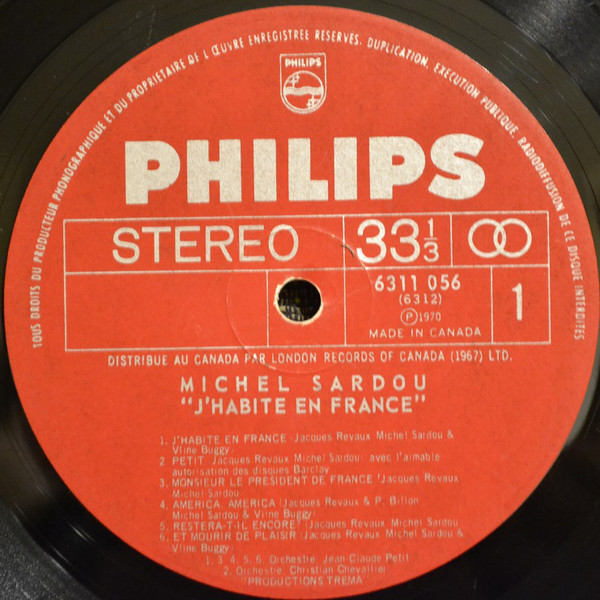 TOUS DROITS DU PRODUCTEUR PHONOGRAPHIQUE ET DU PROPRIETAIRE DE L'ŒUVRE ENREGISTREE RESERVES. DUPLICATION, EXECUTION PUBLIQUE, RADIODIFFUSION DE CE DISQUE INTERDITES
PHILIPS
PHILIPS
STEREO 33 1/3
6311 056
(6312)
Ⓟ1970
MADE IN CANADA
1
DISTRIBUE AU CANADA PAR LONDON RECORDS OF CANADA (1967) LTD.
MICHEL SARDOU
"J'HABITE EN FRANCE"
1. J'HABITE EN FRANCE (Jacques Revaux Michel Sardou &
Vline Buggy)
2 PETIT (Jacques Revaux Michel Sardou) avec l'aimable
autorisation des disques Barclay
3. MONSIEUR LE PRESIDENT DE FRANCE (Jacques Revaux
Michel Sardou
4. AMERICA, AMERICA (Jacques Revaux & P. Billon
Michel Sardou & Vline Buggy)
5. RESTERA-T-IL ENCORE? (Jacques Revaux Michel Sardou
6. ET MOURIR DE PLAISIR (Jacques Revaux Michel Sardou &
Vline Buggy)
1, 3, 4, 5, 6, Orchestre: Jean Claude Petit
2. Orchestre: Christian Chevallier
"PRODUCTIONS TREMA"